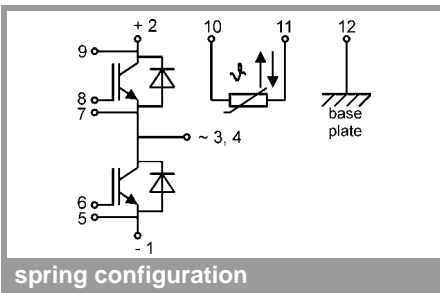 + 2 10 11 12
9
ϑ
8
7
base
plate
~ 3, 4
6
5
- 1
spring configuration